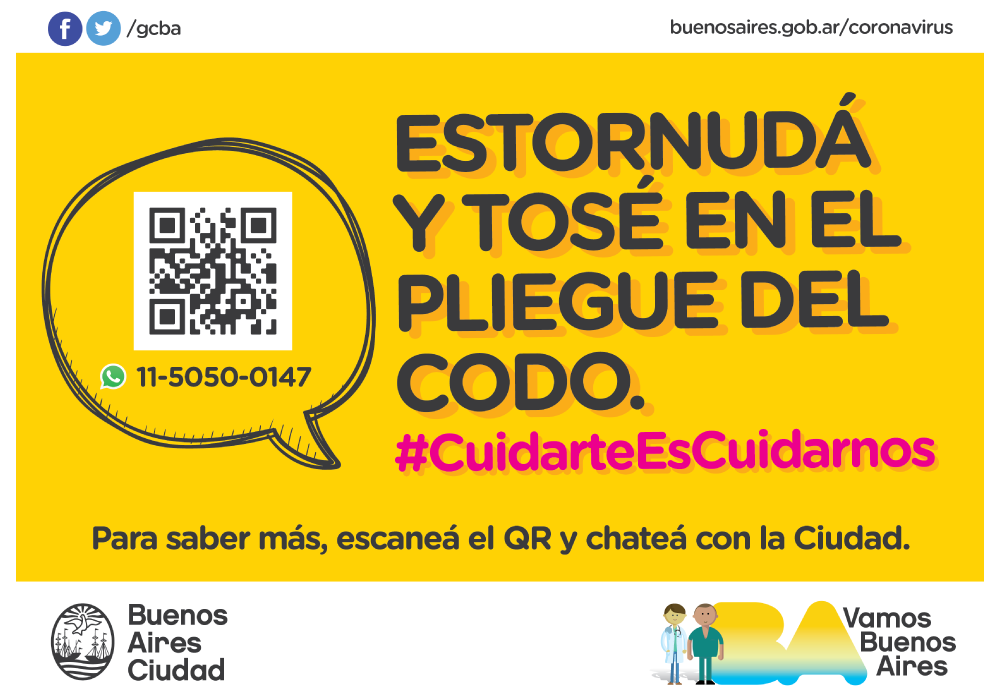 f /gcba
buenosaires.gob.ar/coronavirus
ESTORNUDÁ
Y TOSÉ EN EL
PLIEGUE DEL
CODO.
#CuidarteEsCuidarnos
11-5050-0147
Para saber más, escaneá el QR y chateá con la Ciudad.
Buenos
Aires
Ciudad
BA
Vamos
Buenos
Aires